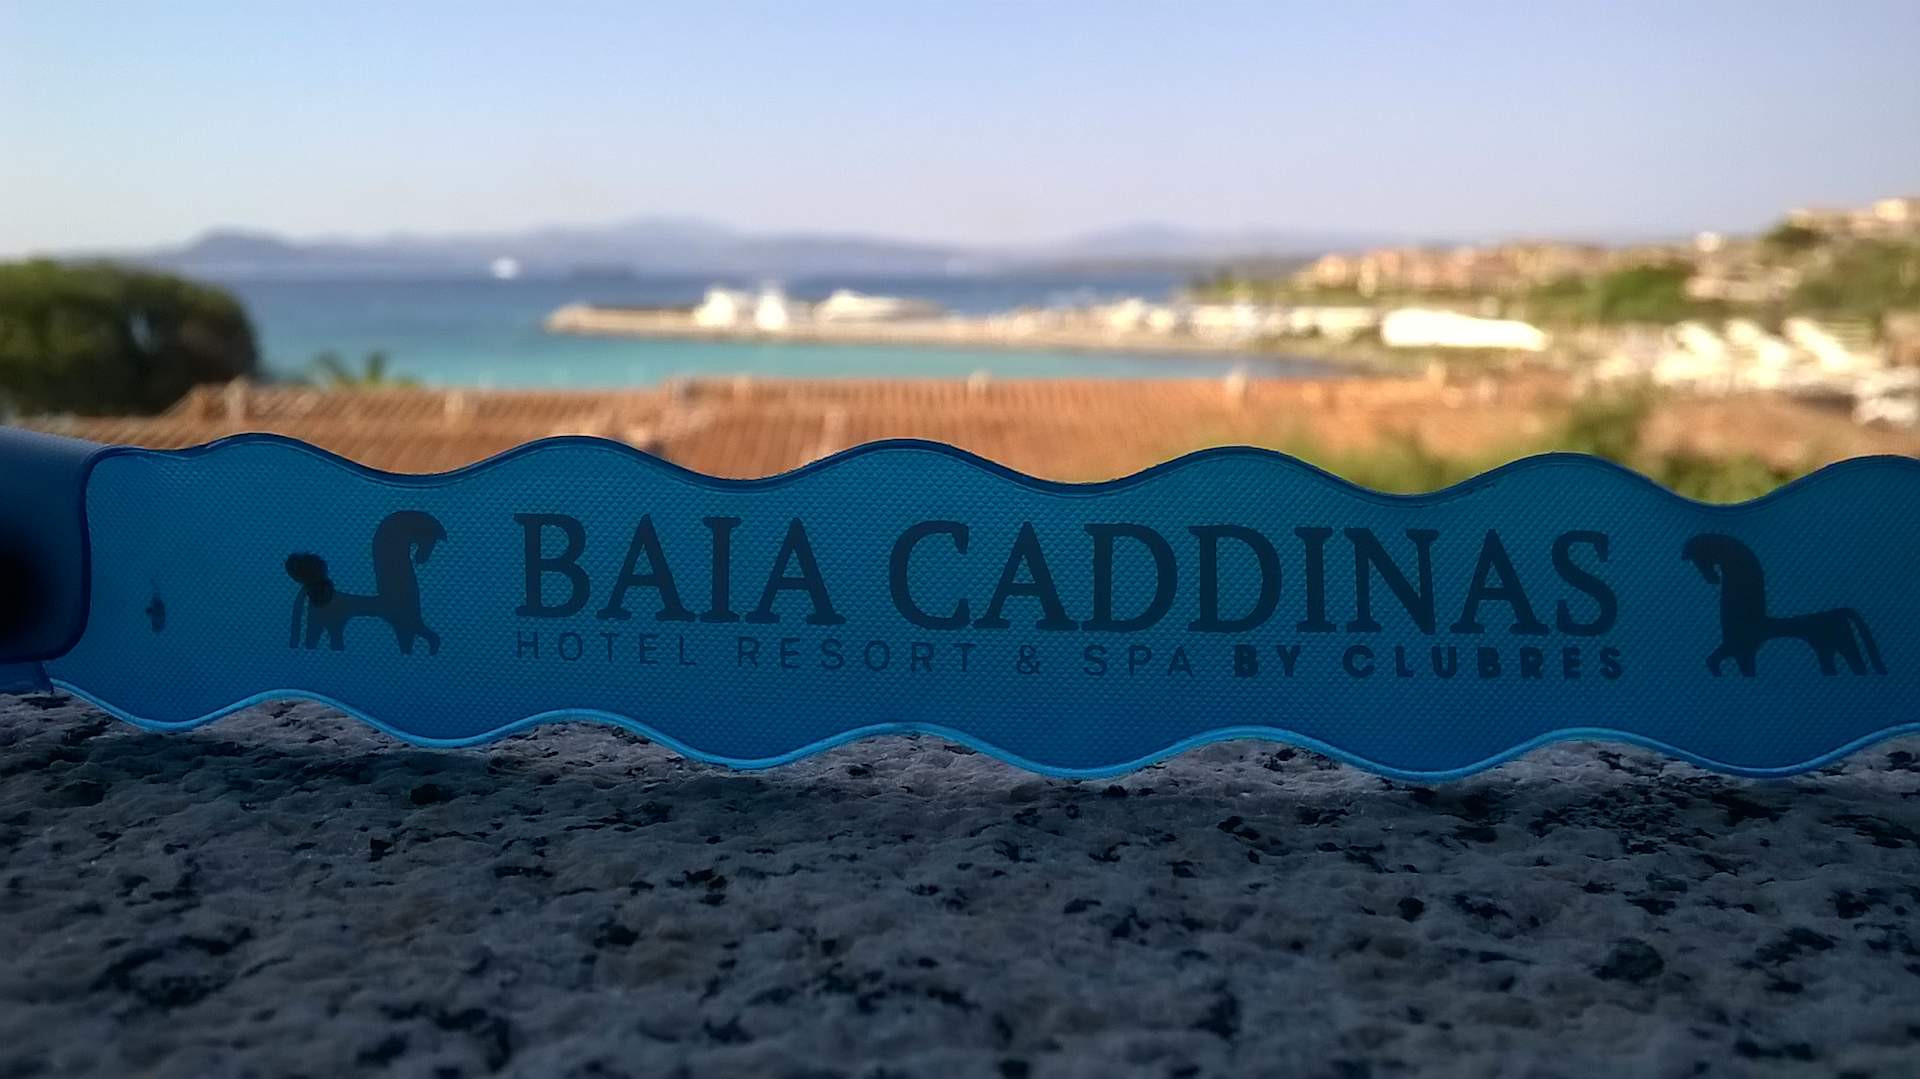 BAIA CADDINAS
HOTEL RESORT & SPA BY CLUBRES